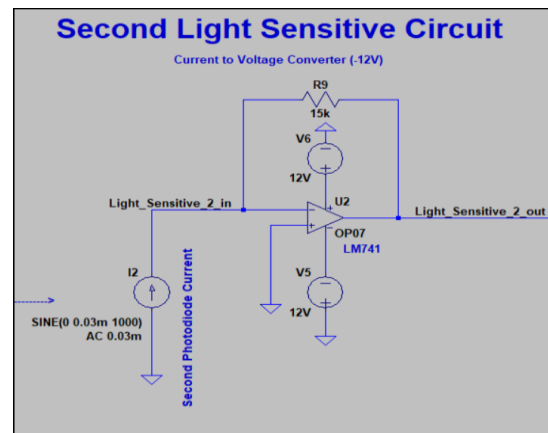 Second Light Sensitive Circuit
Current to Voltage Converter (-12V)
R9
15k
V6
12V
U2
Light_Sensitive_2_in
Light_Sensitive_2_out
OP07
LM741
I2
V5
12V
SINE(0 0.03m 1000)
AC 0.03m
Second Photodiode Current